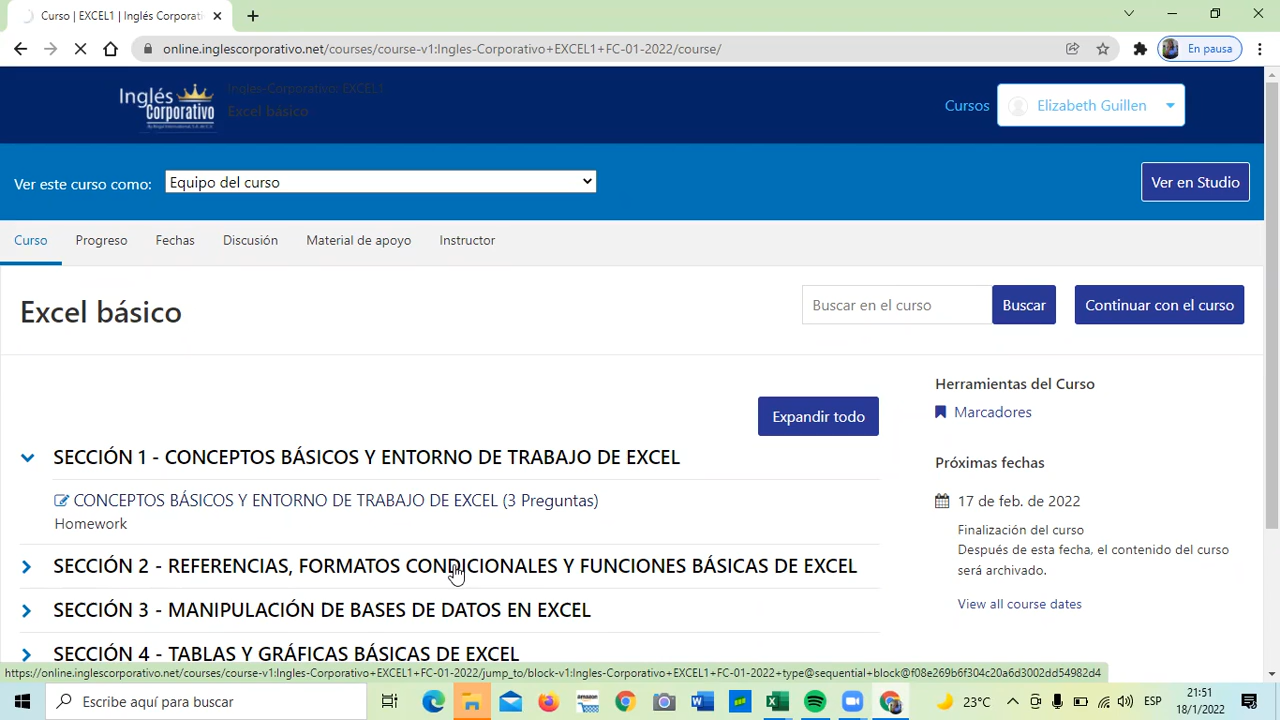 Curso | EXCEL1 | Inglés Corporati
online.inglescorporativo.net/courses/course-v1:Ingles-Corporativo+EXCEL1+FC-01-2022/course/
En pausa
Inglés Corporativo
Inglés-Corporativo: EXCEL1
Excel básico
Cursos
Elizabeth Guillen
Ver este curso como:
Equipo del curso
Ver en Studio
Curso
Progreso
Fechas
Discusión
Material de apoyo
Instructor
Excel básico
Buscar en el curso
Buscar
Continuar con el curso
Expandir todo
SECCIÓN 1 - CONCEPTOS BÁSICOS Y ENTORNO DE TRABAJO DE EXCEL
CONCEPTOS BÁSICOS Y ENTORNO DE TRABAJO DE EXCEL (3 Preguntas)
Homework
SECCIÓN 2 - REFERENCIAS, FORMATOS CONDICIONALES Y FUNCIONES BÁSICAS DE EXCEL
SECCIÓN 3 - MANIPULACIÓN DE BASES DE DATOS EN EXCEL
SECCIÓN 4 - TABLAS Y GRÁFICAS BÁSICAS DE EXCEL
Herramientas del Curso
Marcadores
Próximas fechas
17 de feb. de 2022
Finalización del curso
Después de esta fecha, el contenido del curso
será archivado.
View all course dates
https://online.inglescorporativo.net/courses/course-v1:Ingles-Corporativo+EXCEL1+FC-01-2022/jump_to/block-v1:Ingles-Corporativo+EXCEL1+FC-01-2022+type@sequential+block@f08e269b6f304c20a6d3002dd54982d4
Escribe aquí para buscar
amazon
23°C
ESP
21:51
18/1/2022